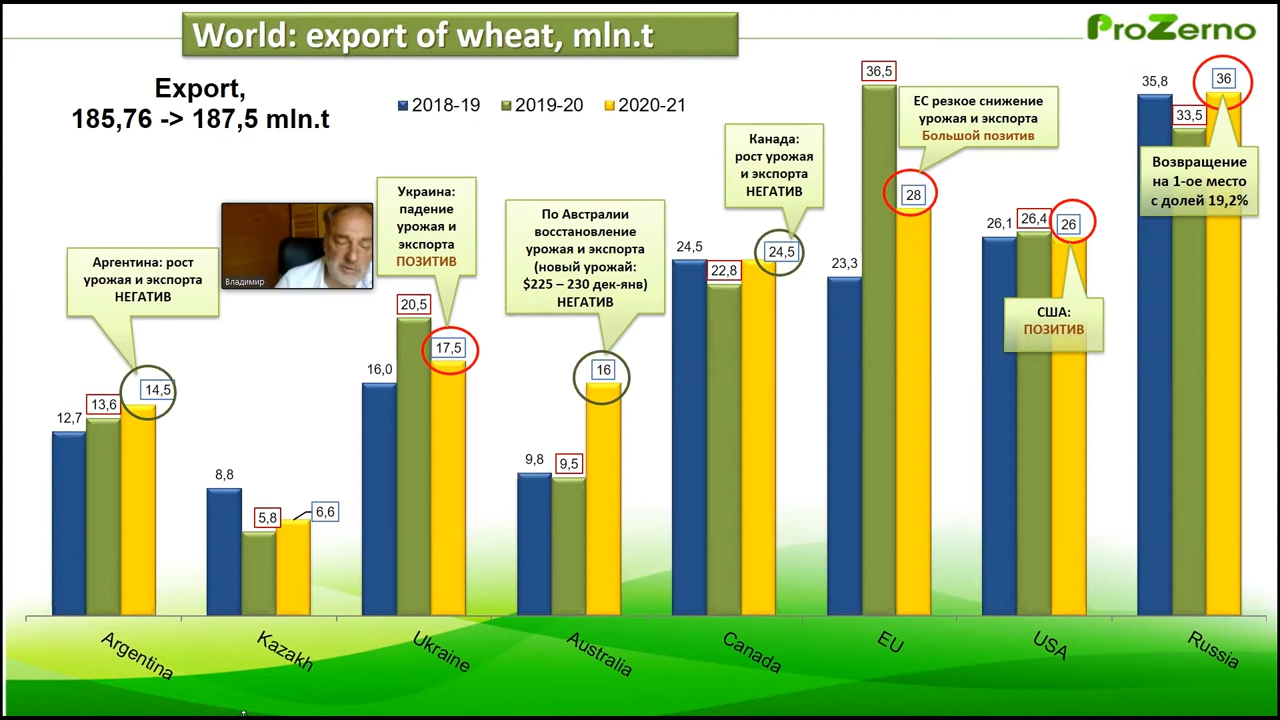 World: export of wheat, mln.t
ProZerno
Export,
185,76 -> 187,5 mln.t
2018-19
2019-20
2020-21
Аргентина: рост
урожая и экспорта
НЕГАТИВ
Владимир
Украина:
падение
урожая и
экспорта
ПОЗИТИВ
По Австралии
восстановление
урожая и экспорта
(новый урожай:
$225 – 230 дек-янв)
НЕГАТИВ
Канада:
рост урожая
и экспорта
НЕГАТИВ
ЕС резкое снижение
урожая и экспорта
Большой позитив
США:
ПОЗИТИВ
Возвращение
на 1-ое место
с долей 19,2%
12,7
13,6
14,5
8,8
5,8
6,6
16,0
20,5
17,5
9,8
9,5
16
24,5
22,8
24,5
23,3
36,5
28
26,1
26,4
26
35,8
33,5
36
Argentina
Kazakh
Ukraine
Australia
Canada
EU
USA
Russia